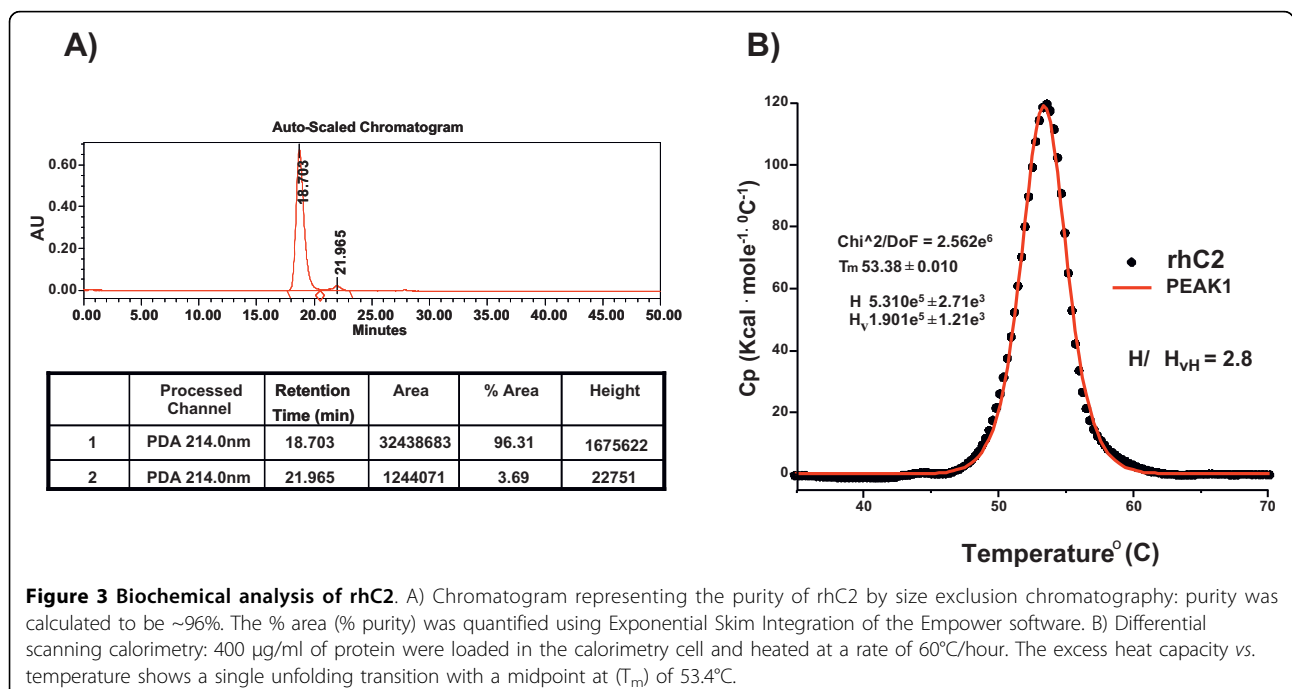 A)
Auto-Scaled Chromatogram
AU
0.60
0.40
0.20
0.00
18.703
21.965
0.00 5.00 10.00 15.00 20.00 25.00 30.00 35.00 40.00 45.00 50.00
Minutes
Processed Channel Retention Time (min) Area % Area Height
1 PDA 214.0nm 18.703 32438683 96.31 1675622
2 PDA 214.0nm 21.965 1244071 3.69 22751
B)
Cp (Kcal · mole-1. 0C-1)
120
100
80
60
40
20
0
Chi^2/DoF = 2.562e6
Tm 53.38 ± 0.010
H 5.310e5 ± 2.71e3
Hv 1.901e5 ± 1.21e3
rhC2
PEAK1
H/ HvH = 2.8
40 50 60 70
Temperature o (C)
Figure 3 Biochemical analysis of rhC2. A) Chromatogram representing the purity of rhC2 by size exclusion chromatography: purity was
calculated to be ~96%. The % area (% purity) was quantified using Exponential Skim Integration of the Empower software. B) Differential
scanning calorimetry: 400 μg/ml of protein were loaded in the calorimetry cell and heated at a rate of 60°C/hour. The excess heat capacity vs.
temperature shows a single unfolding transition with a midpoint at (Tm) of 53.4°C.